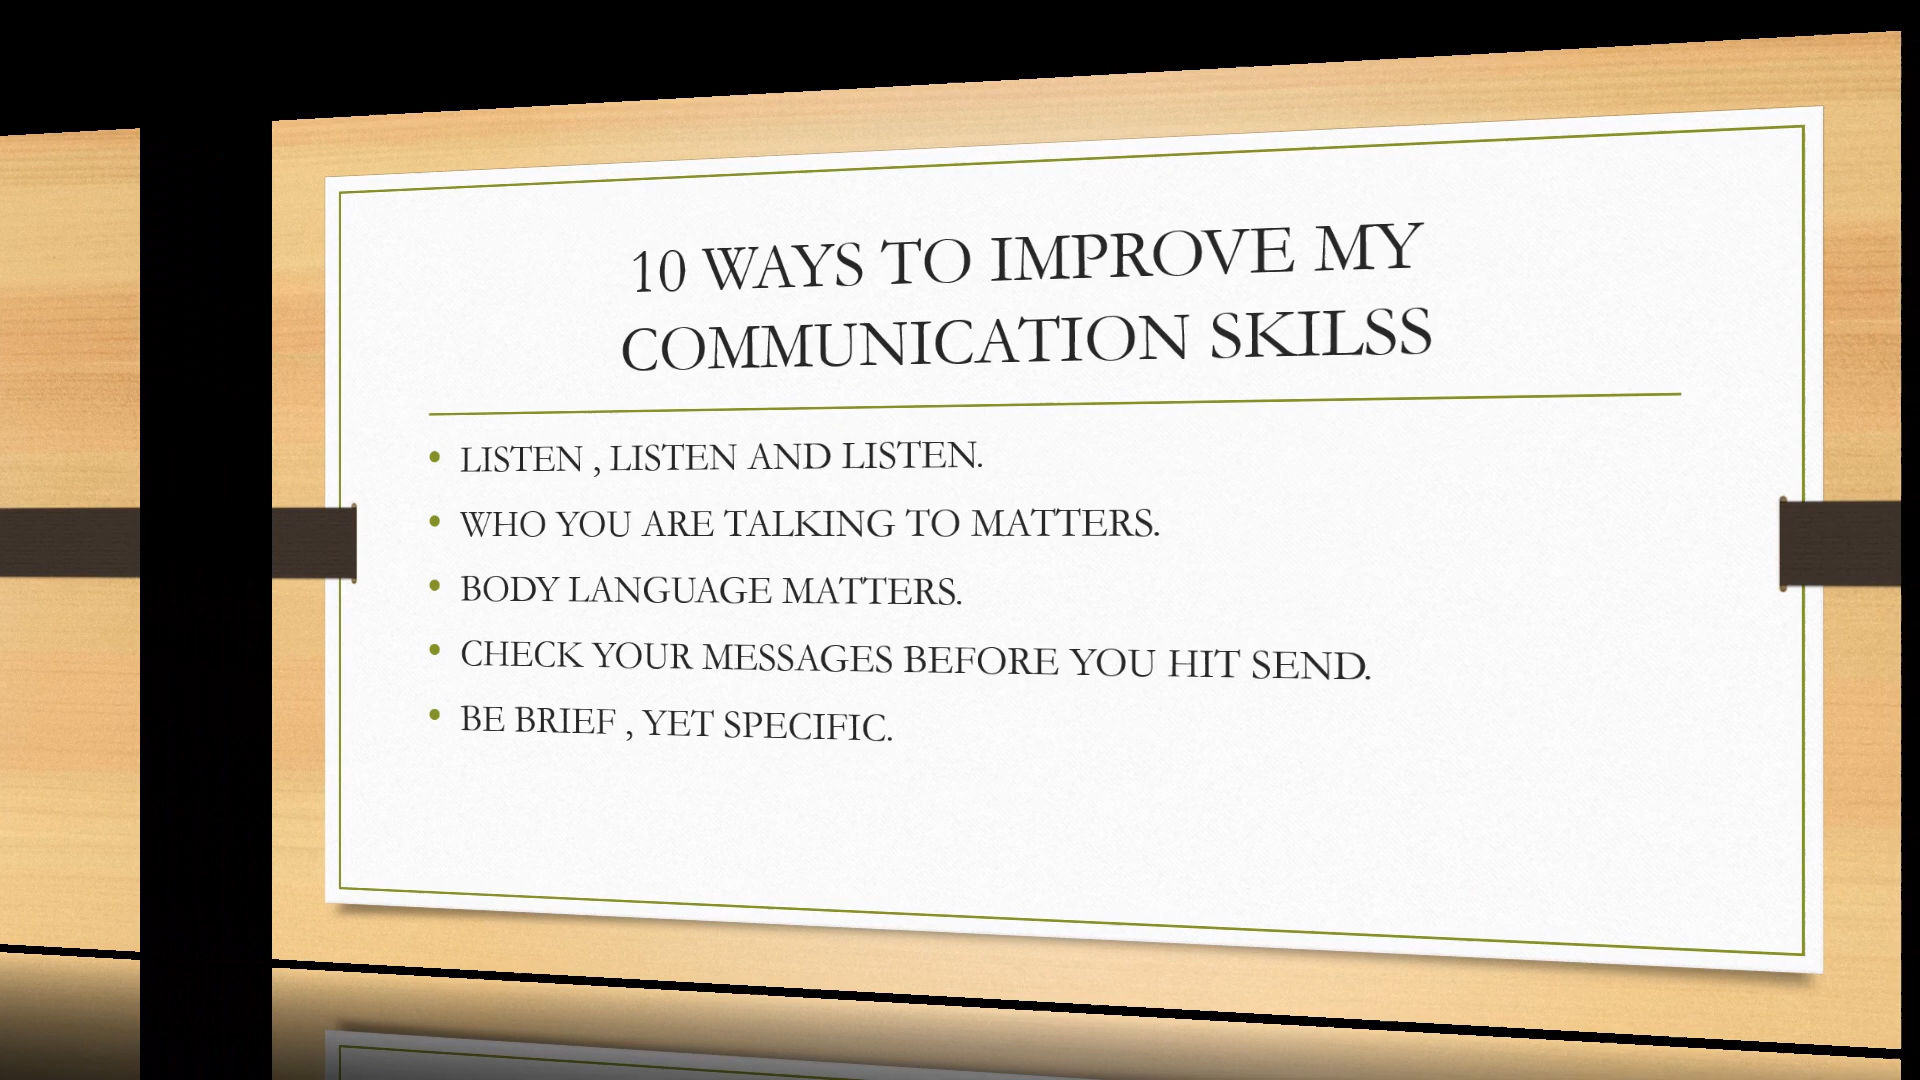 10 WAYS TO IMPROVE MY
COMMUNICATION SKILSS
• LISTEN , LISTEN AND LISTEN.
• WHO YOU ARE TALKING TO MATTERS.
• BODY LANGUAGE MATTERS.
• CHECK YOUR MESSAGES BEFORE YOU HIT SEND.
• BE BRIEF , YET SPECIFIC.